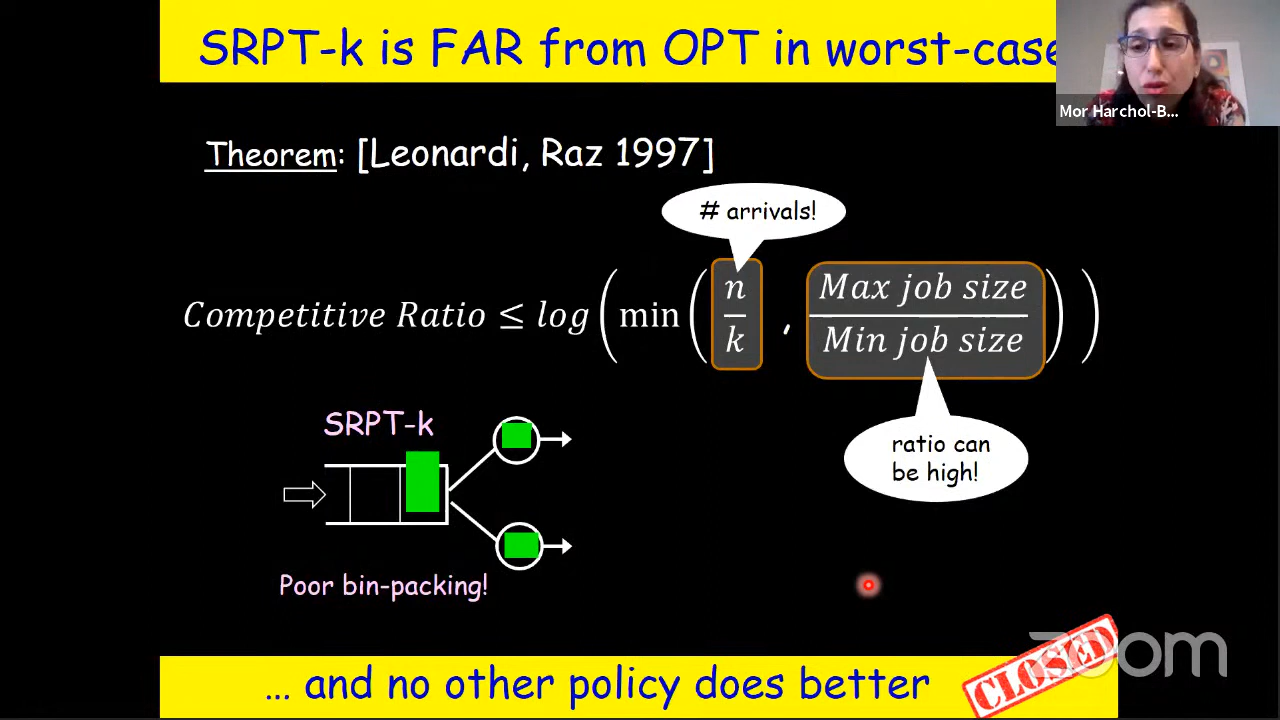 SRPT-k is FAR from OPT in worst-case
Mor Harchol-B...
Theorem: [Leonardi, Raz 1997]
# arrivals!
Competitive Ratio ≤ log(min(n/k, Max job size/Min job size))
SRPT-k
ratio can
be high!
Poor bin-packing!
... and no other policy does better
CLOSED
zoom